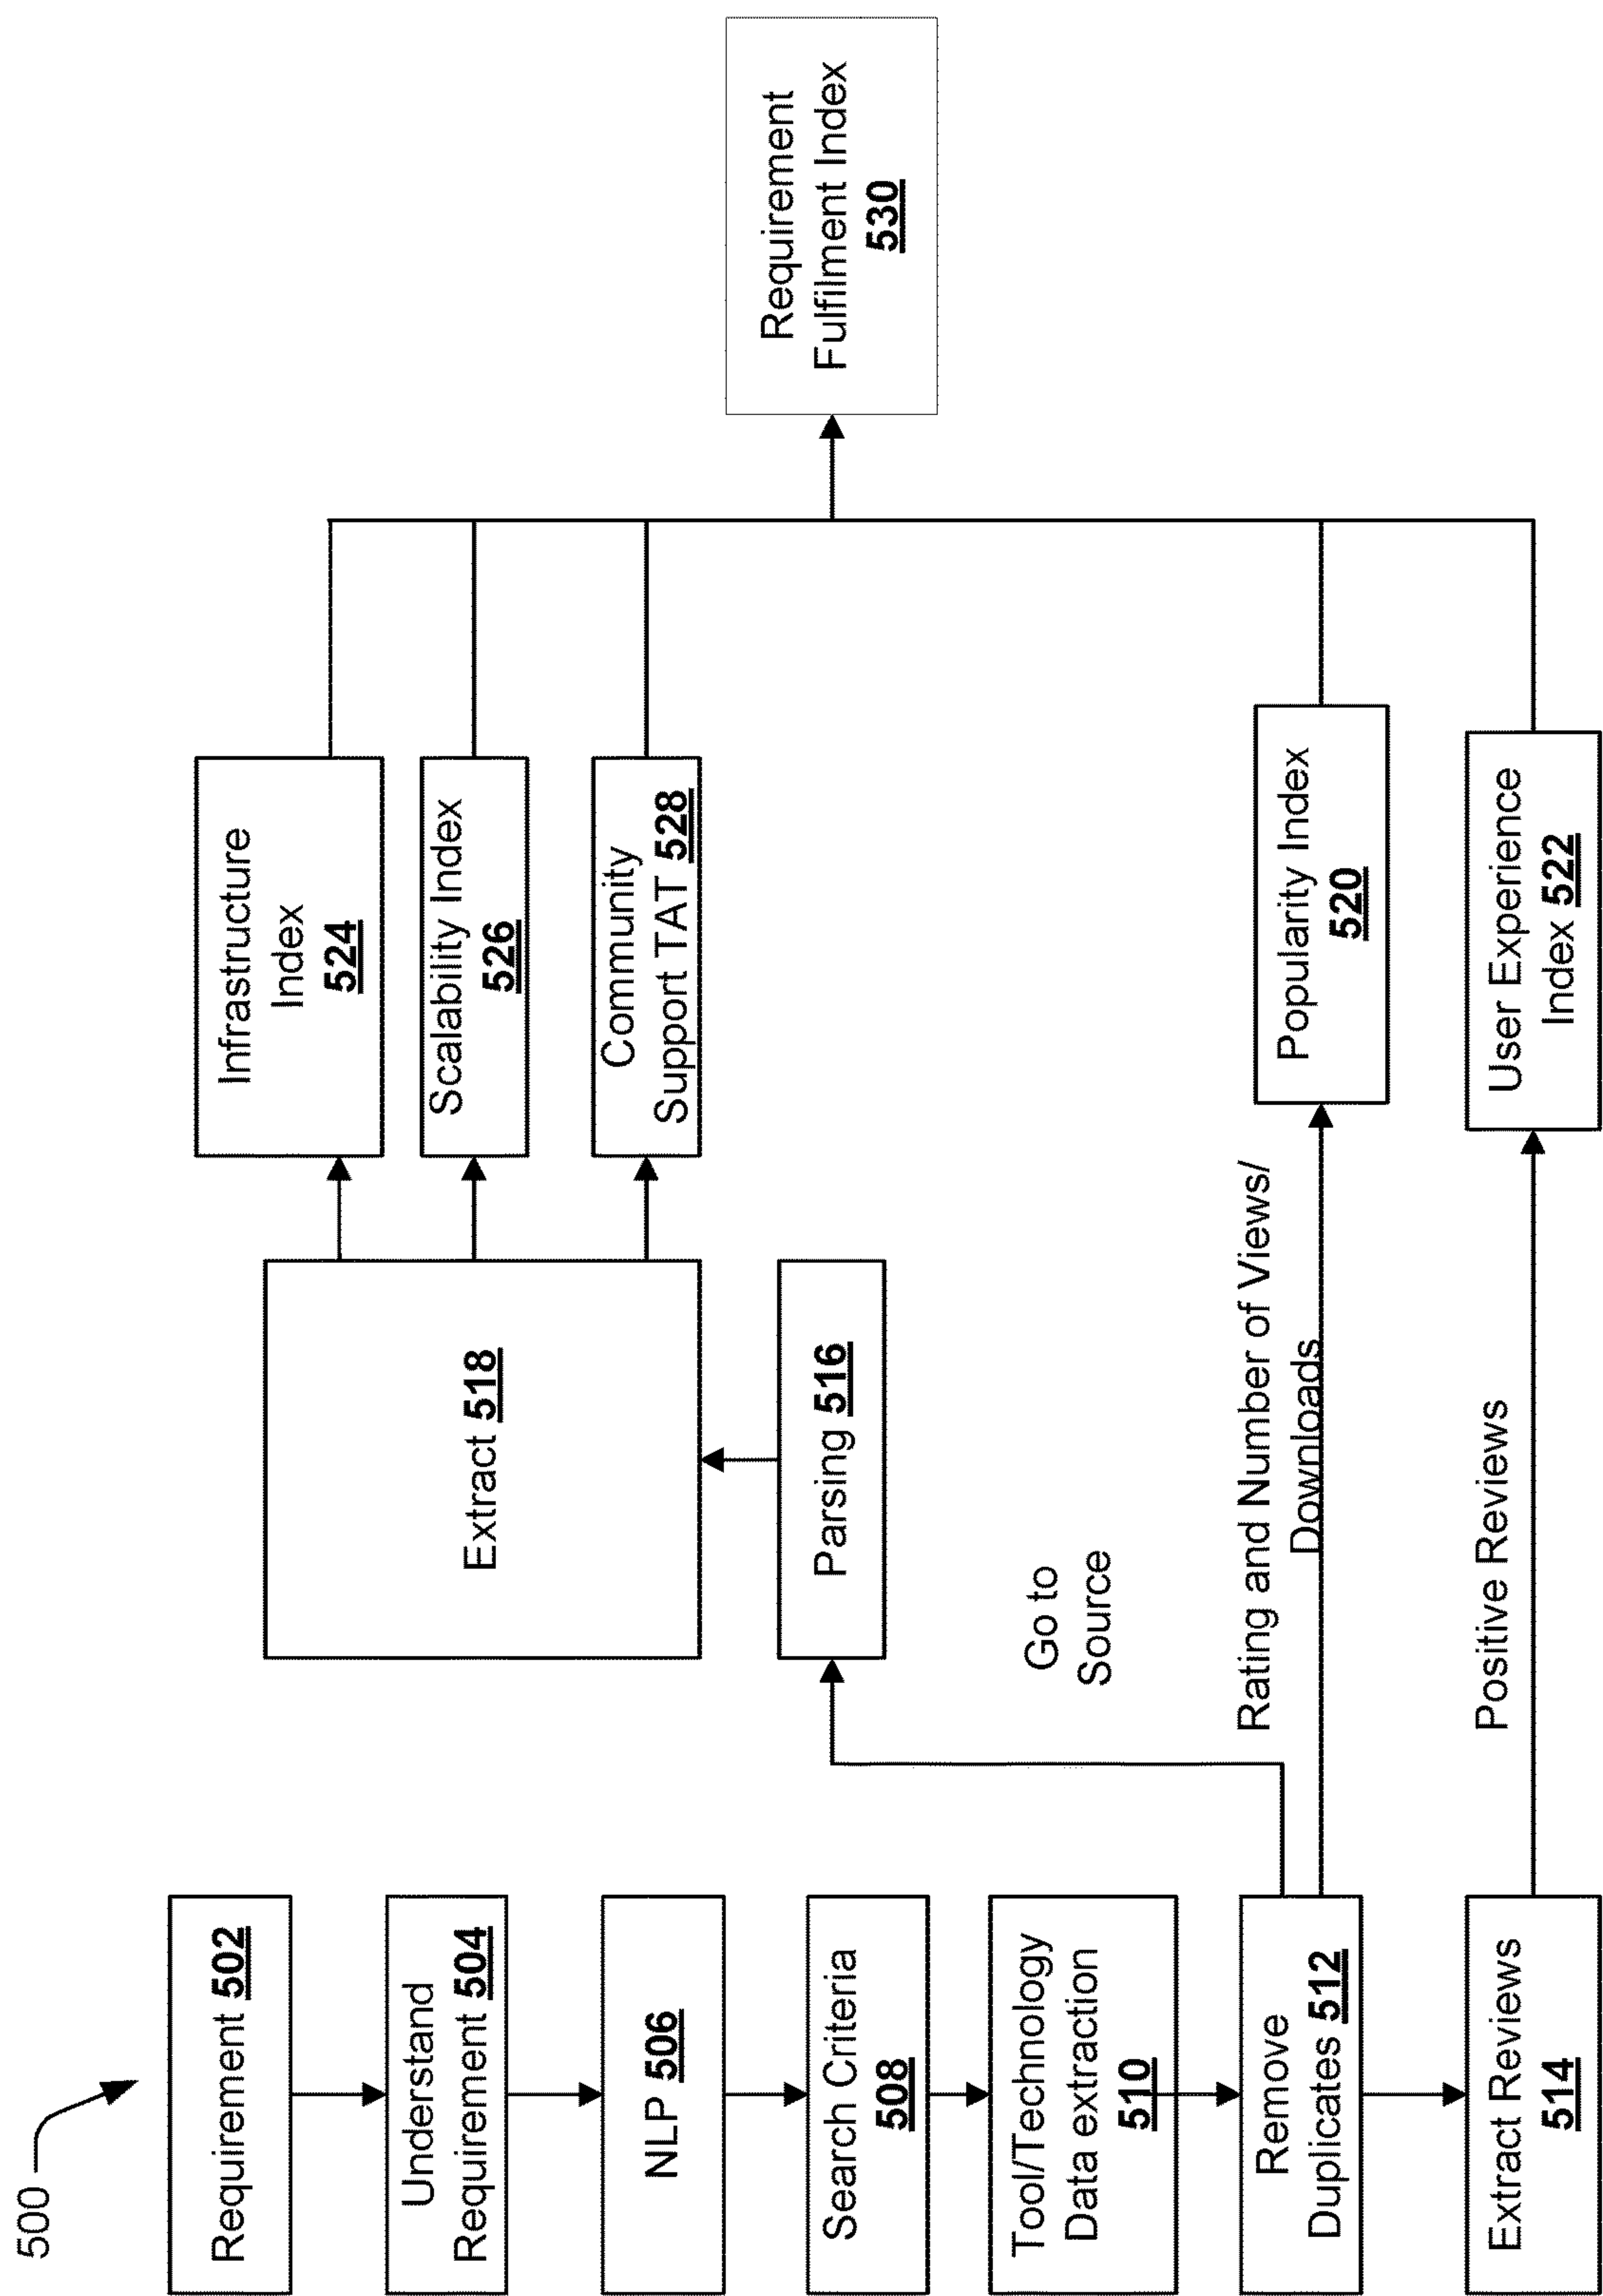 500
Requirement 502
Understand
Requirement 504
NLP 506
Search Criteria
508
Tool/Technology
Data extraction
510
Remove
Duplicates 512
Extract Reviews
514
Go to
Source
Rating and Number of Views/
Downloads
Positive Reviews
Extract 518
Parsing 516
Infrastructure
Index
524
Scalability Index
526
Community
Support TAT 528
Popularity Index
520
User Experience
Index 522
Requirement
Fulfilment Index
530